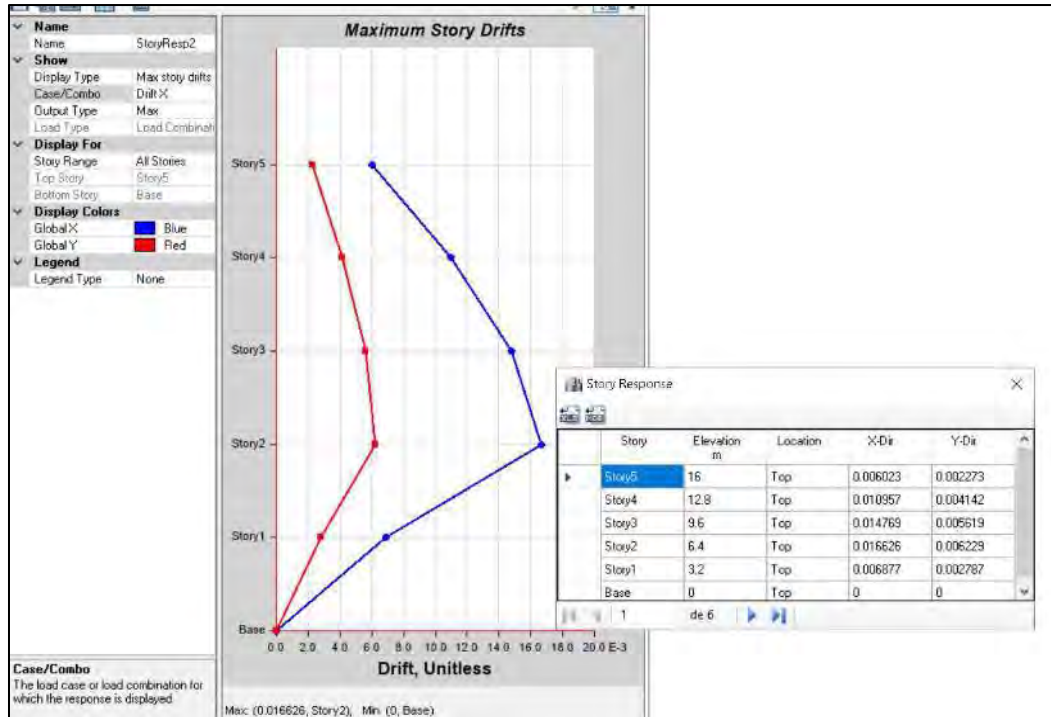 Maximum Story Drifts
Name
Name StoryResp2
Show
Display Type Max story drifts
Case/Combo Drift X
Output Type Max
Load Type Load Combinati
Display For
Story Range All Stories
Top Story Story5
Bottom Story Base
Display Colors
Global X Blue
Global Y Red
Legend
Legend Type None
Story5
Story4
Story3
Story2
Story1
Base
0.0 2.0 4.0 6.0 8.0 10.0 12.0 14.0 16.0 18.0 20.0 E-3
Drift, Unitless
Max: (0.016626, Story2), Min: (0, Base)
Case/Combo
The load case or load combination for
which the response is displayed
Story Response
Story Elevation Location X-Dir Y-Dir
m
Story5 16 Top 0.006023 0.002273
Story4 12.8 Top 0.010957 0.004142
Story3 9.6 Top 0.014769 0.005619
Story2 6.4 Top 0.016626 0.006229
Story1 3.2 Top 0.006877 0.002787
Base 0 Top 0 0
1 de 6